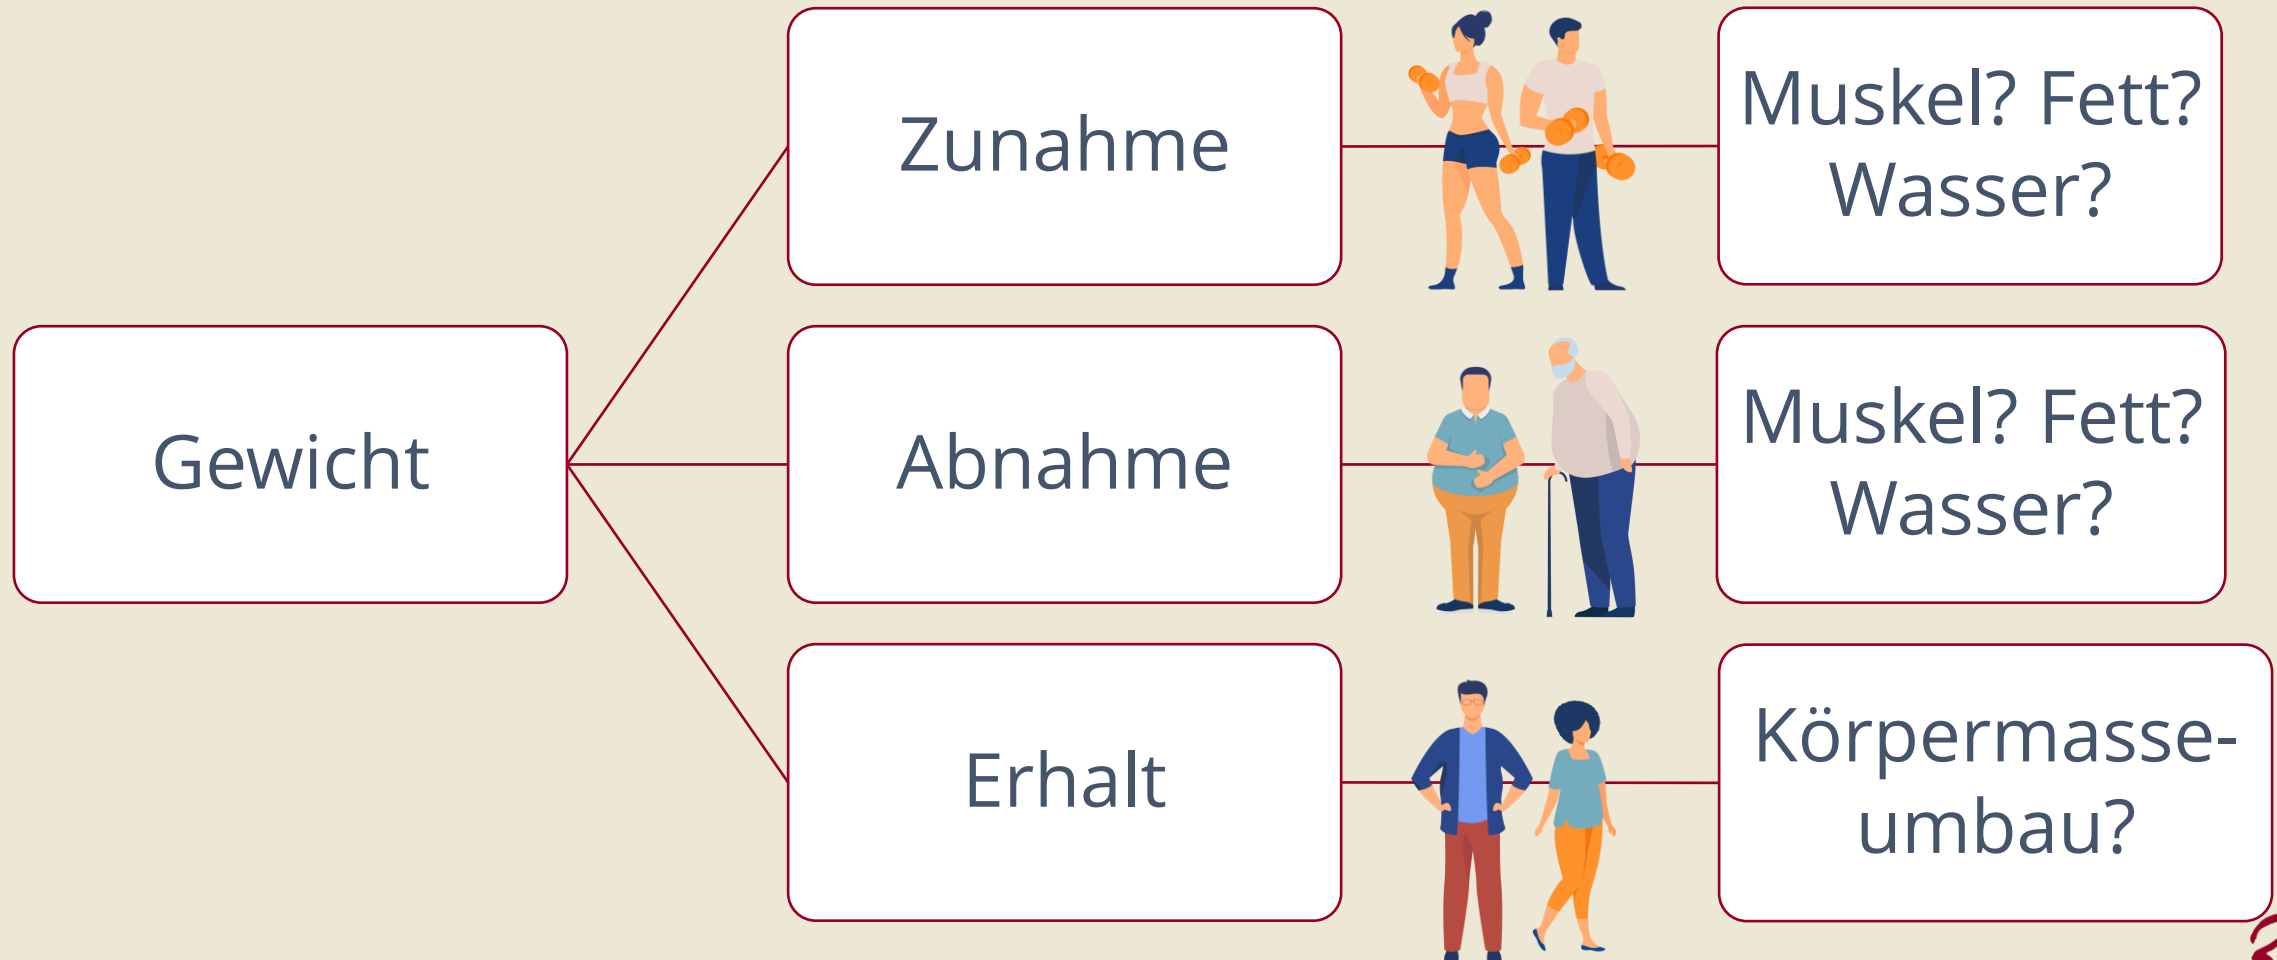 Gewicht
Zunahme
Muskel? Fett?
Wasser?
Abnahme
Muskel? Fett?
Wasser?
Erhalt
Körpermasse-
umbau?